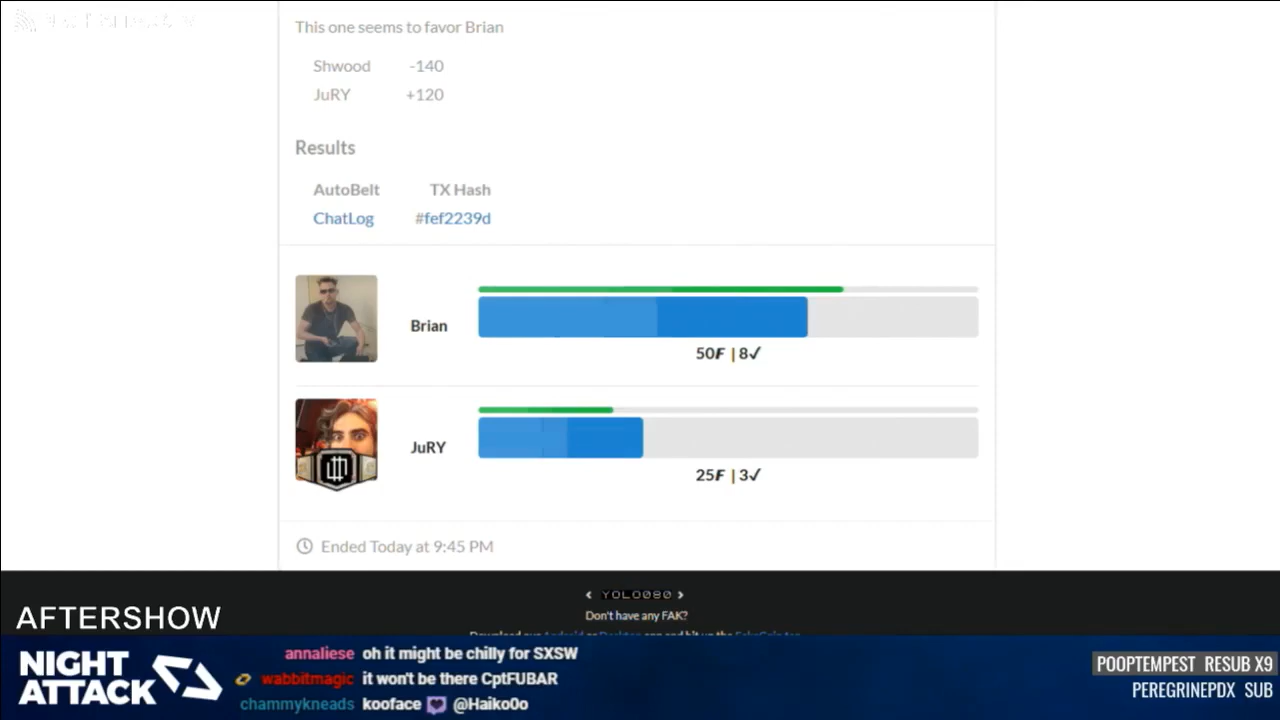 This one seems to favor Brian
Shwood -140
JuRY +120
Results
AutoBelt TX Hash
ChatLog #fef2239d
Brian
50F | 8✓
JuRY
25F | 3✓
Ended Today at 9:45 PM
< YOLO080 >
Don't have any FAK?
AFTERSHOW
NIGHT ATTACK
annaliese oh it might be chilly for SXSW
wabbitmagic it won't be there CptFUBAR
chammykneads kooface @Haiko0o
POOPTEMPEST RESUB X9
PEREGRINEPDX SUB